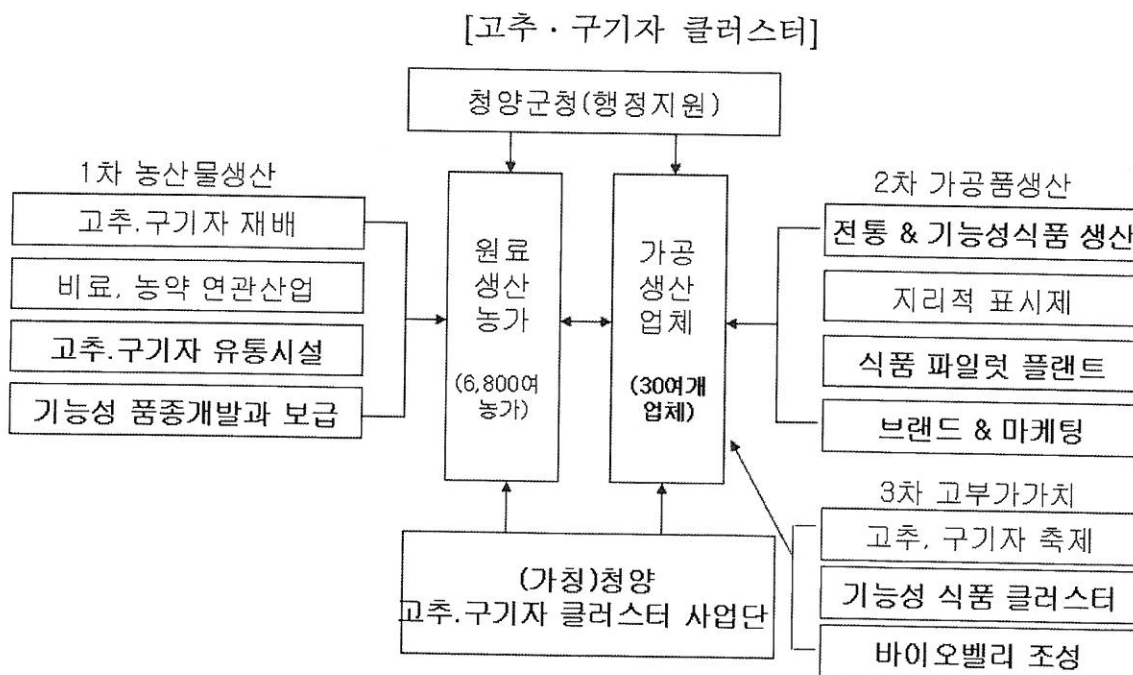 [고추 · 구기자 클러스터]
청양군청(행정지원)
1차 농산물생산
고추.구기자 재배
비료, 농약 연관산업
고추.구기자 유통시설
기능성 품종개발과 보급
원료
생산
농가
(6,800여
농가)
가공
생산
업체
(30여개
업체)
2차 가공품생산
전통 & 기능성식품 생산
지리적 표시제
식품 파일럿 플랜트
브랜드 & 마케팅
3차 고부가가치
고추, 구기자 축제
기능성 식품 클러스터
바이오벨리 조성
(가칭)청양
고추.구기자 클러스터 사업단